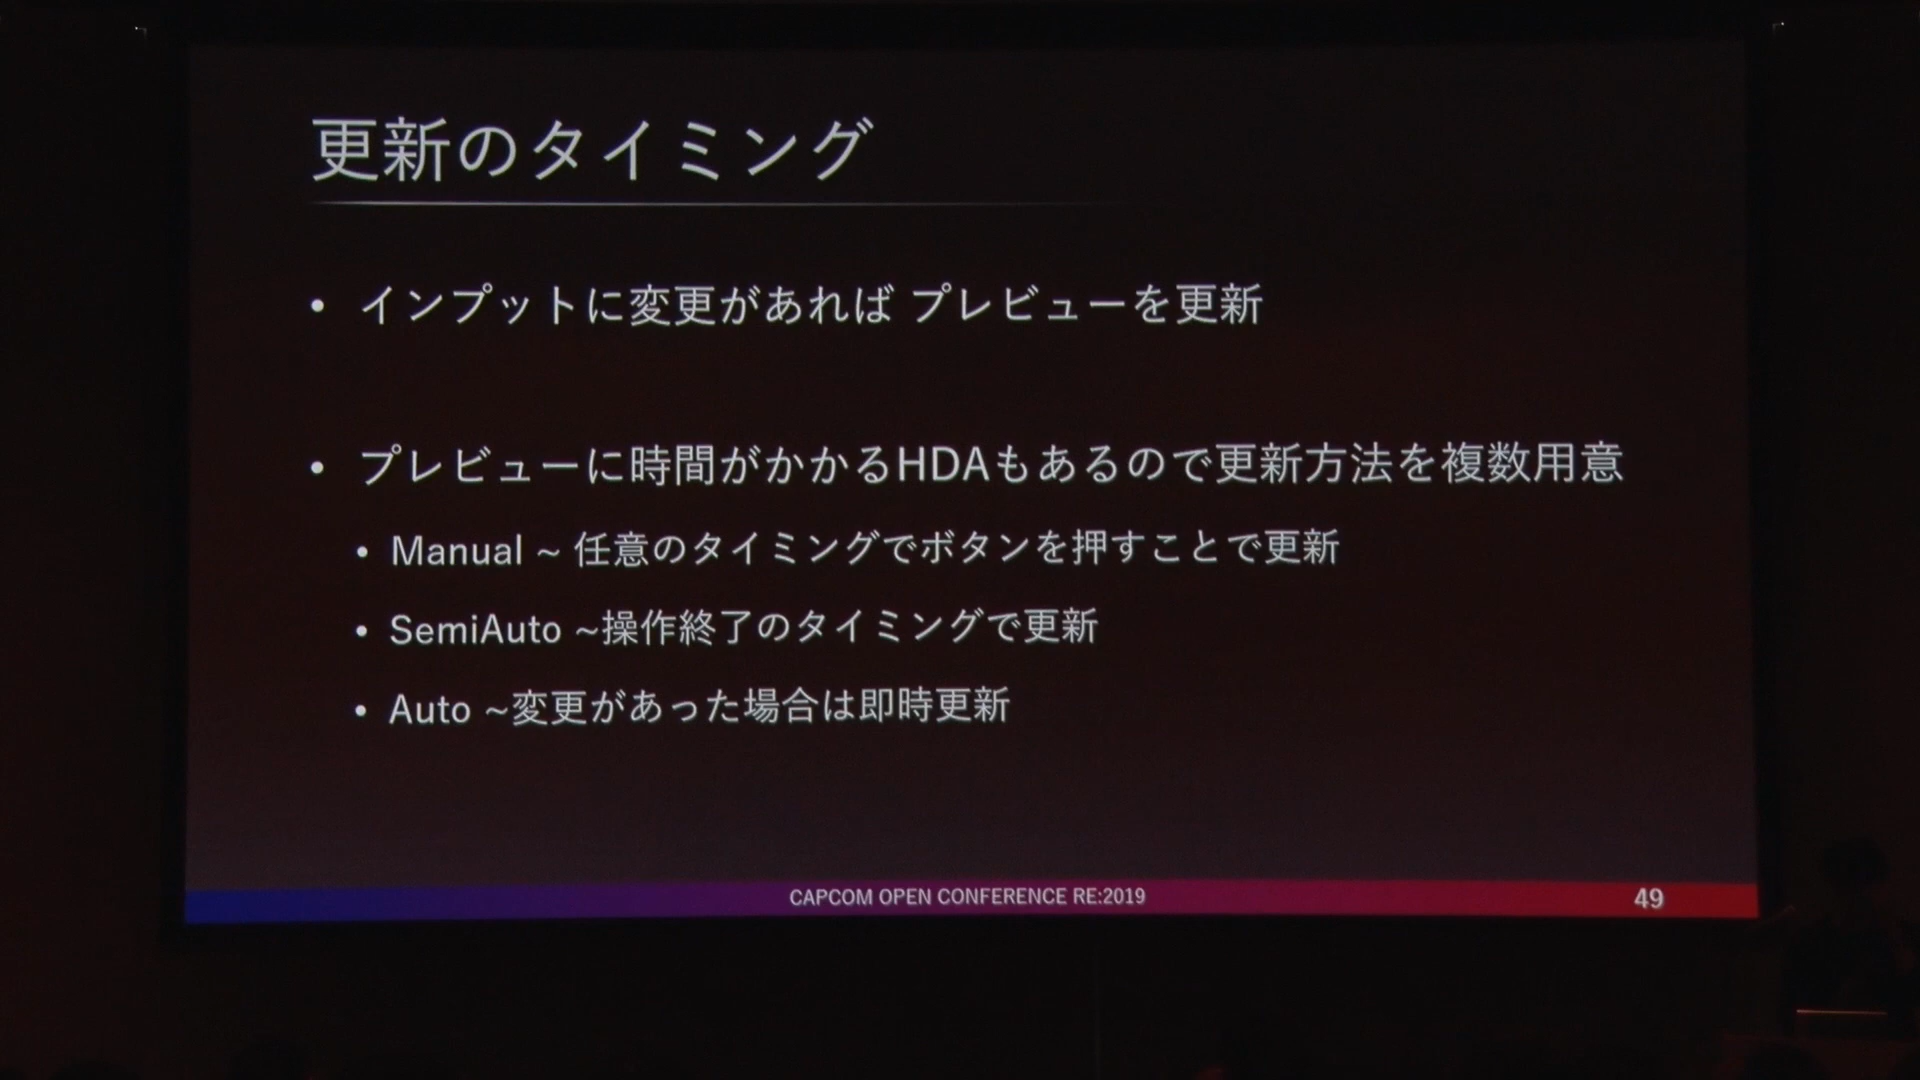 更新のタイミング
• インプットに変更があれば プレビューを更新
• プレビューに時間がかかるHDAもあるので更新方法を複数用意
• Manual ~ 任意のタイミングでボタンを押すことで更新
• SemiAuto ~操作終了のタイミングで更新
• Auto ~変更があった場合は即時更新
CAPCOM OPEN CONFERENCE RE:2019
49